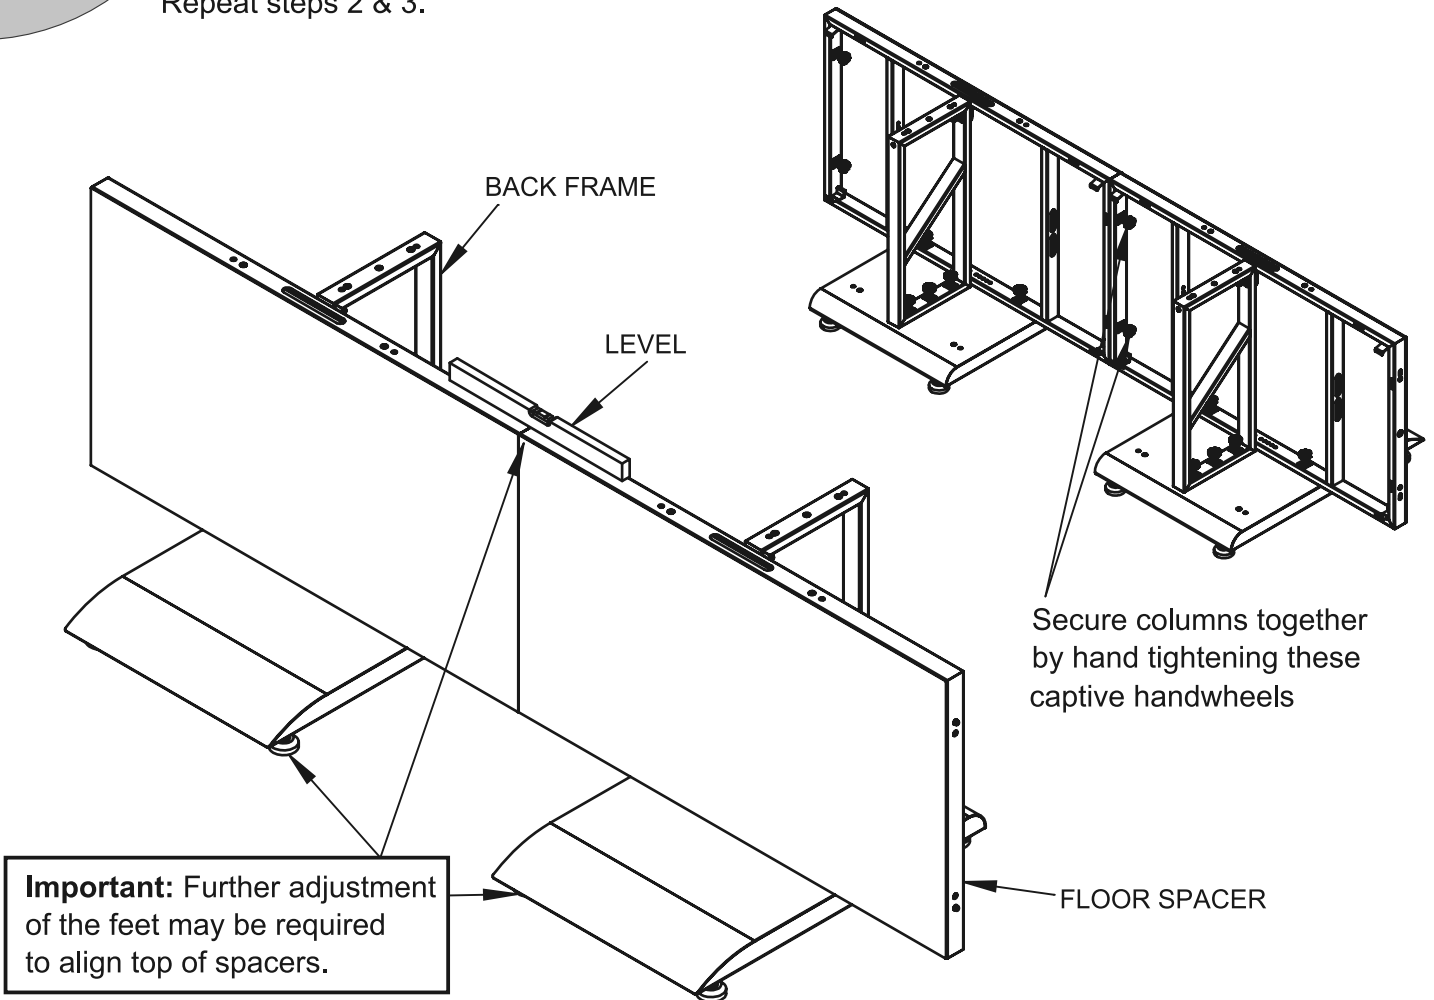 Repeat steps 2 & 3.
BACK FRAME
LEVEL
Secure columns together
by hand tightening these
captive handwheels
Important: Further adjustment
of the feet may be required
to align top of spacers.
FLOOR SPACER